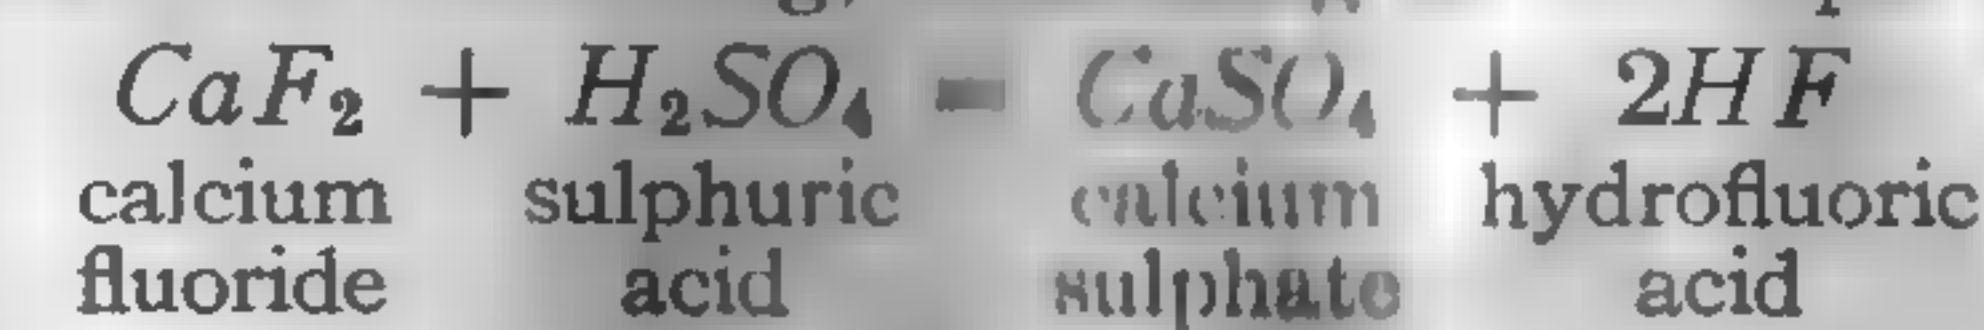 CaF₂ + H₂SO₄ = CaSO₄ + 2HF
calcium sulphuric calcium hydrofluoric
fluoride acid sulphate acid